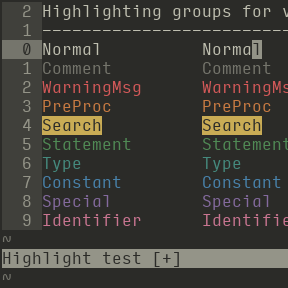 2 Highlighting groups for v
1 ---------------------------
0 Normal Normal
1 Comment Comment
2 WarningMsg WarningMsg
3 PreProc PreProc
4 Search Search
5 Statement Statement
6 Type Type
7 Constant Constant
8 Special Special
9 Identifier Identifie
~
Highlight test [+]
~